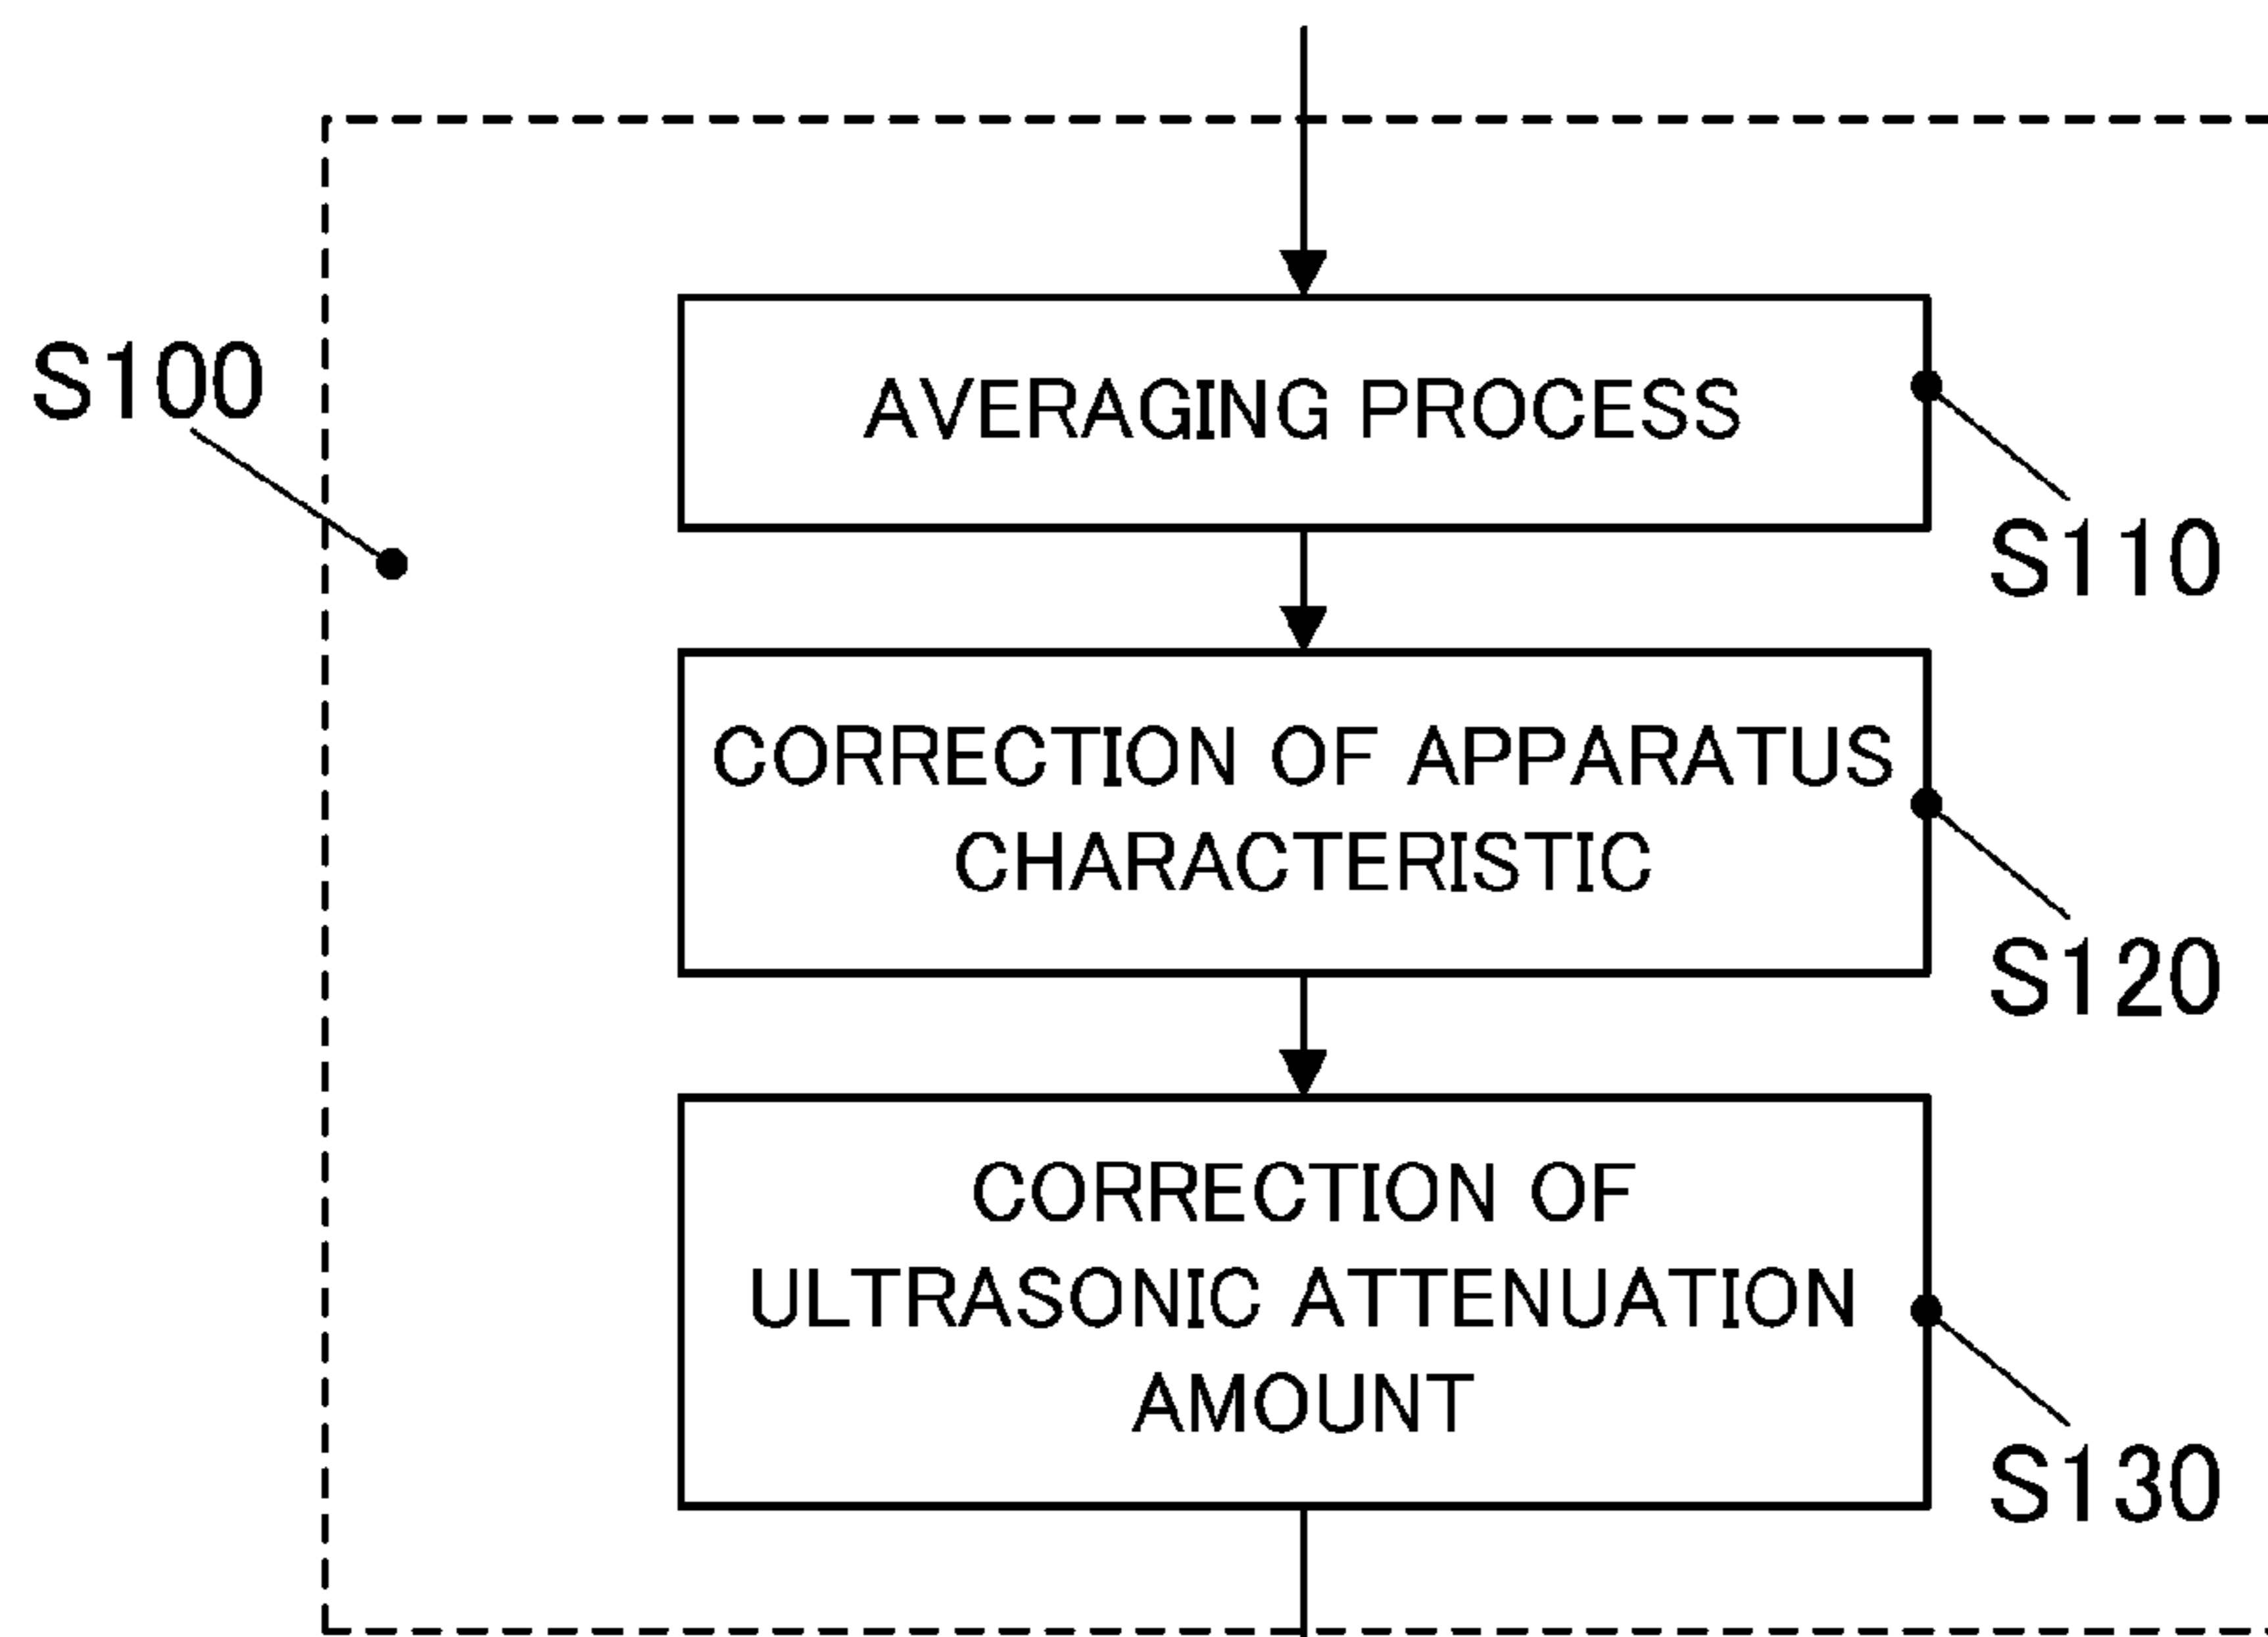 S100
AVERAGING PROCESS
S110
CORRECTION OF APPARATUS
CHARACTERISTIC
S120
CORRECTION OF
ULTRASONIC ATTENUATION
AMOUNT
S130